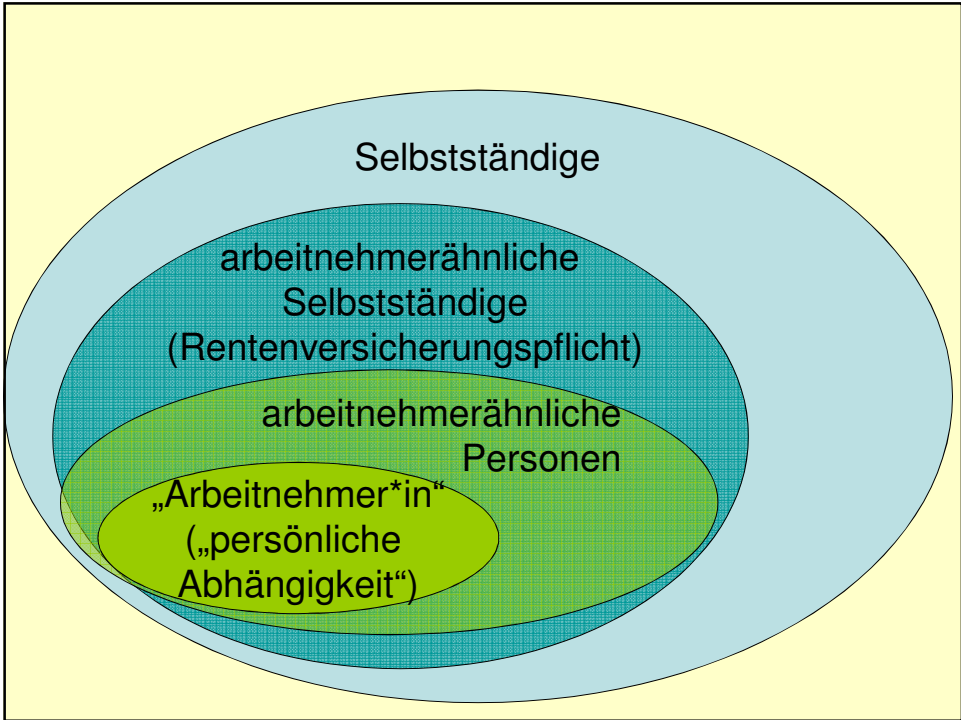 Selbstständige
arbeitnehmerähnliche
Selbstständige
(Rentenversicherungspflicht)
arbeitnehmerähnliche
Personen
„Arbeitnehmer*in“
(„persönliche
Abhängigkeit“)